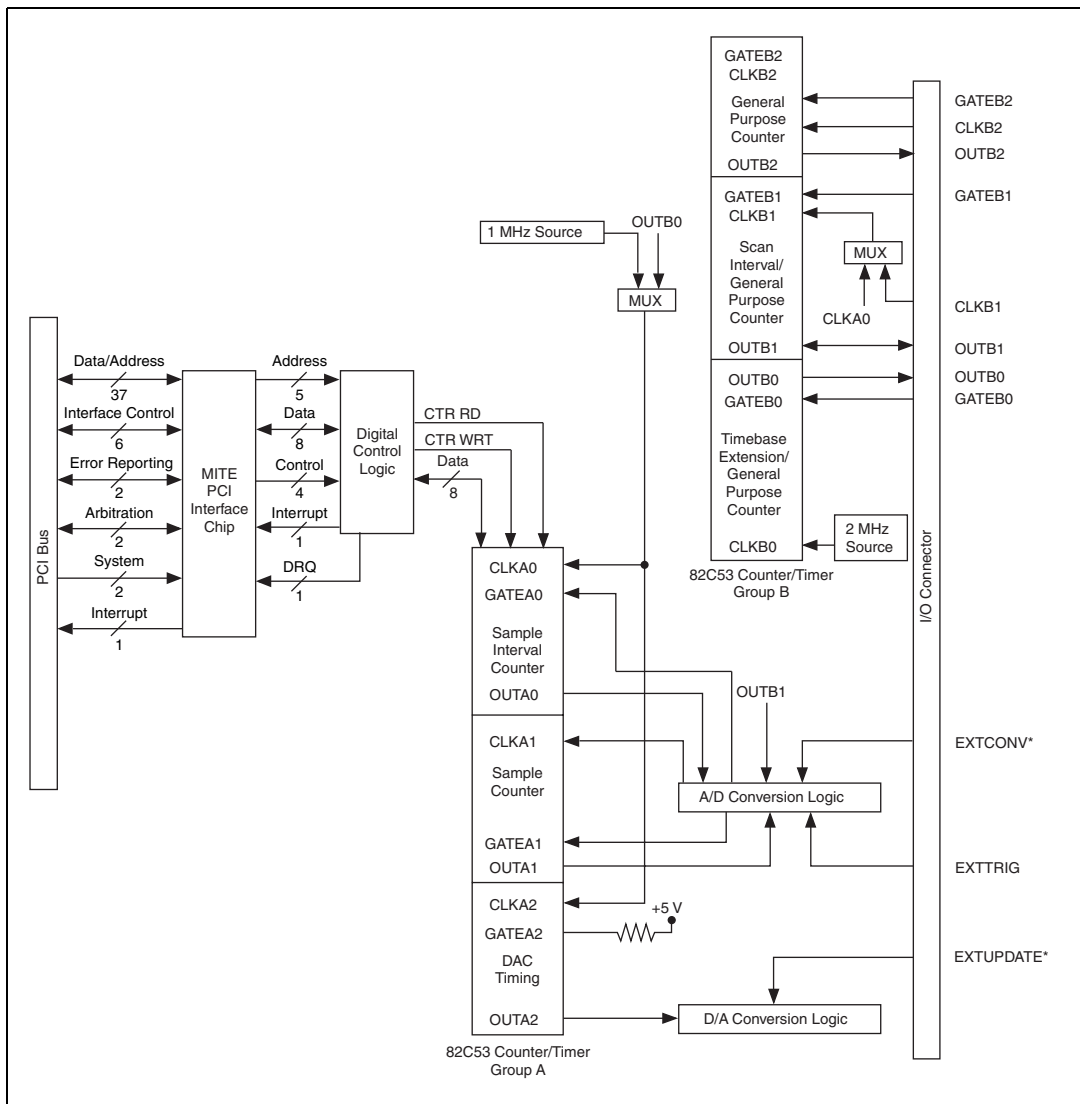 PCI Bus
Data/Address
37
Interface Control
6
Error Reporting
2
Arbitration
2
System
2
Interrupt
1
MITE
PCI
Interface
Chip
Address
5
Data
8
Control
4
Interrupt
1
DRQ
1
Digital
Control
Logic
CTR RD
CTR WRT
Data
8
1 MHz Source
OUTB0
MUX
CLKA0
GATEA0
Sample
Interval
Counter
OUTA0
CLKA1
Sample
Counter
GATEA1
OUTA1
CLKA2
GATEA2
DAC
Timing
OUTA2
82C53 Counter/Timer
Group A
+5 V
OUTB1
A/D Conversion Logic
D/A Conversion Logic
GATEB2
CLKB2
General
Purpose
Counter
OUTB2
GATEB1
CLKB1
Scan
Interval/
General
Purpose
Counter
OUTB1
OUTB0
GATEB0
Timebase
Extension/
General
Purpose
Counter
CLKB0
82C53 Counter/Timer
Group B
MUX
CLKA0
2 MHz
Source
I/O Connector
GATEB2
CLKB2
OUTB2
GATEB1
CLKB1
OUTB1
OUTB0
GATEB0
EXTCONV*
EXTTRIG
EXTUPDATE*